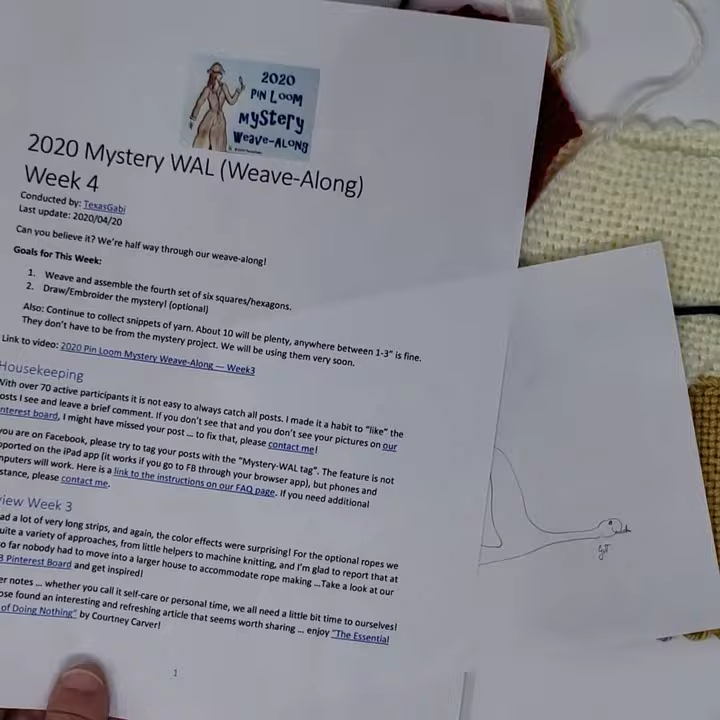 2020
PIN LOOM
MYSTERY
WEAVE-ALONG
2020 Mystery WAL (Weave-Along)
Week 4
Conducted by: TexasGabi
Last update: 2020/04/20
Can you believe it? We're half way through our weave-along!
Goals for This Week:
1. Weave and assemble the fourth set of six squares/hexagons.
2. Draw/Embroider the mystery! (optional)
Also: Continue to collect snippets of yarn. About 10 will be plenty, anywhere between 1-3" is fine.
They don't have to be from the mystery project. We will be using them very soon.
Link to video: 2020 Pin Loom Mystery Weave-Along — Week3
Housekeeping
With over 70 active participants it is not easy to always catch all posts. I made it a habit to "like" the
osts I see and leave a brief comment. If you don't see that and you don't see your pictures on our
nterest board, I might have missed your post ... to fix that, please contact me!
you are on Facebook, please try to tag your posts with the "Mystery-WAL tag". The feature is not
pported on the iPad app (it works if you go to FB through your browser app), but phones and
mputers will work. Here is a link to the instructions on our FAQ page. If you need additional
stance, please contact me.
view Week 3
ad a lot of very long strips, and again, the color effects were surprising! For the optional ropes we
uite a variety of approaches, from little helpers to machine knitting, and I'm glad to report that at
o far nobody had to move into a larger house to accommodate rope making ...Take a look at our
3 Pinterest Board and get inspired!
er notes ... whether you call it self-care or personal time, we all need a little bit time to ourselves!
ose found an interesting and refreshing article that seems worth sharing ... enjoy "The Essential
of Doing Nothing" by Courtney Carver!
1